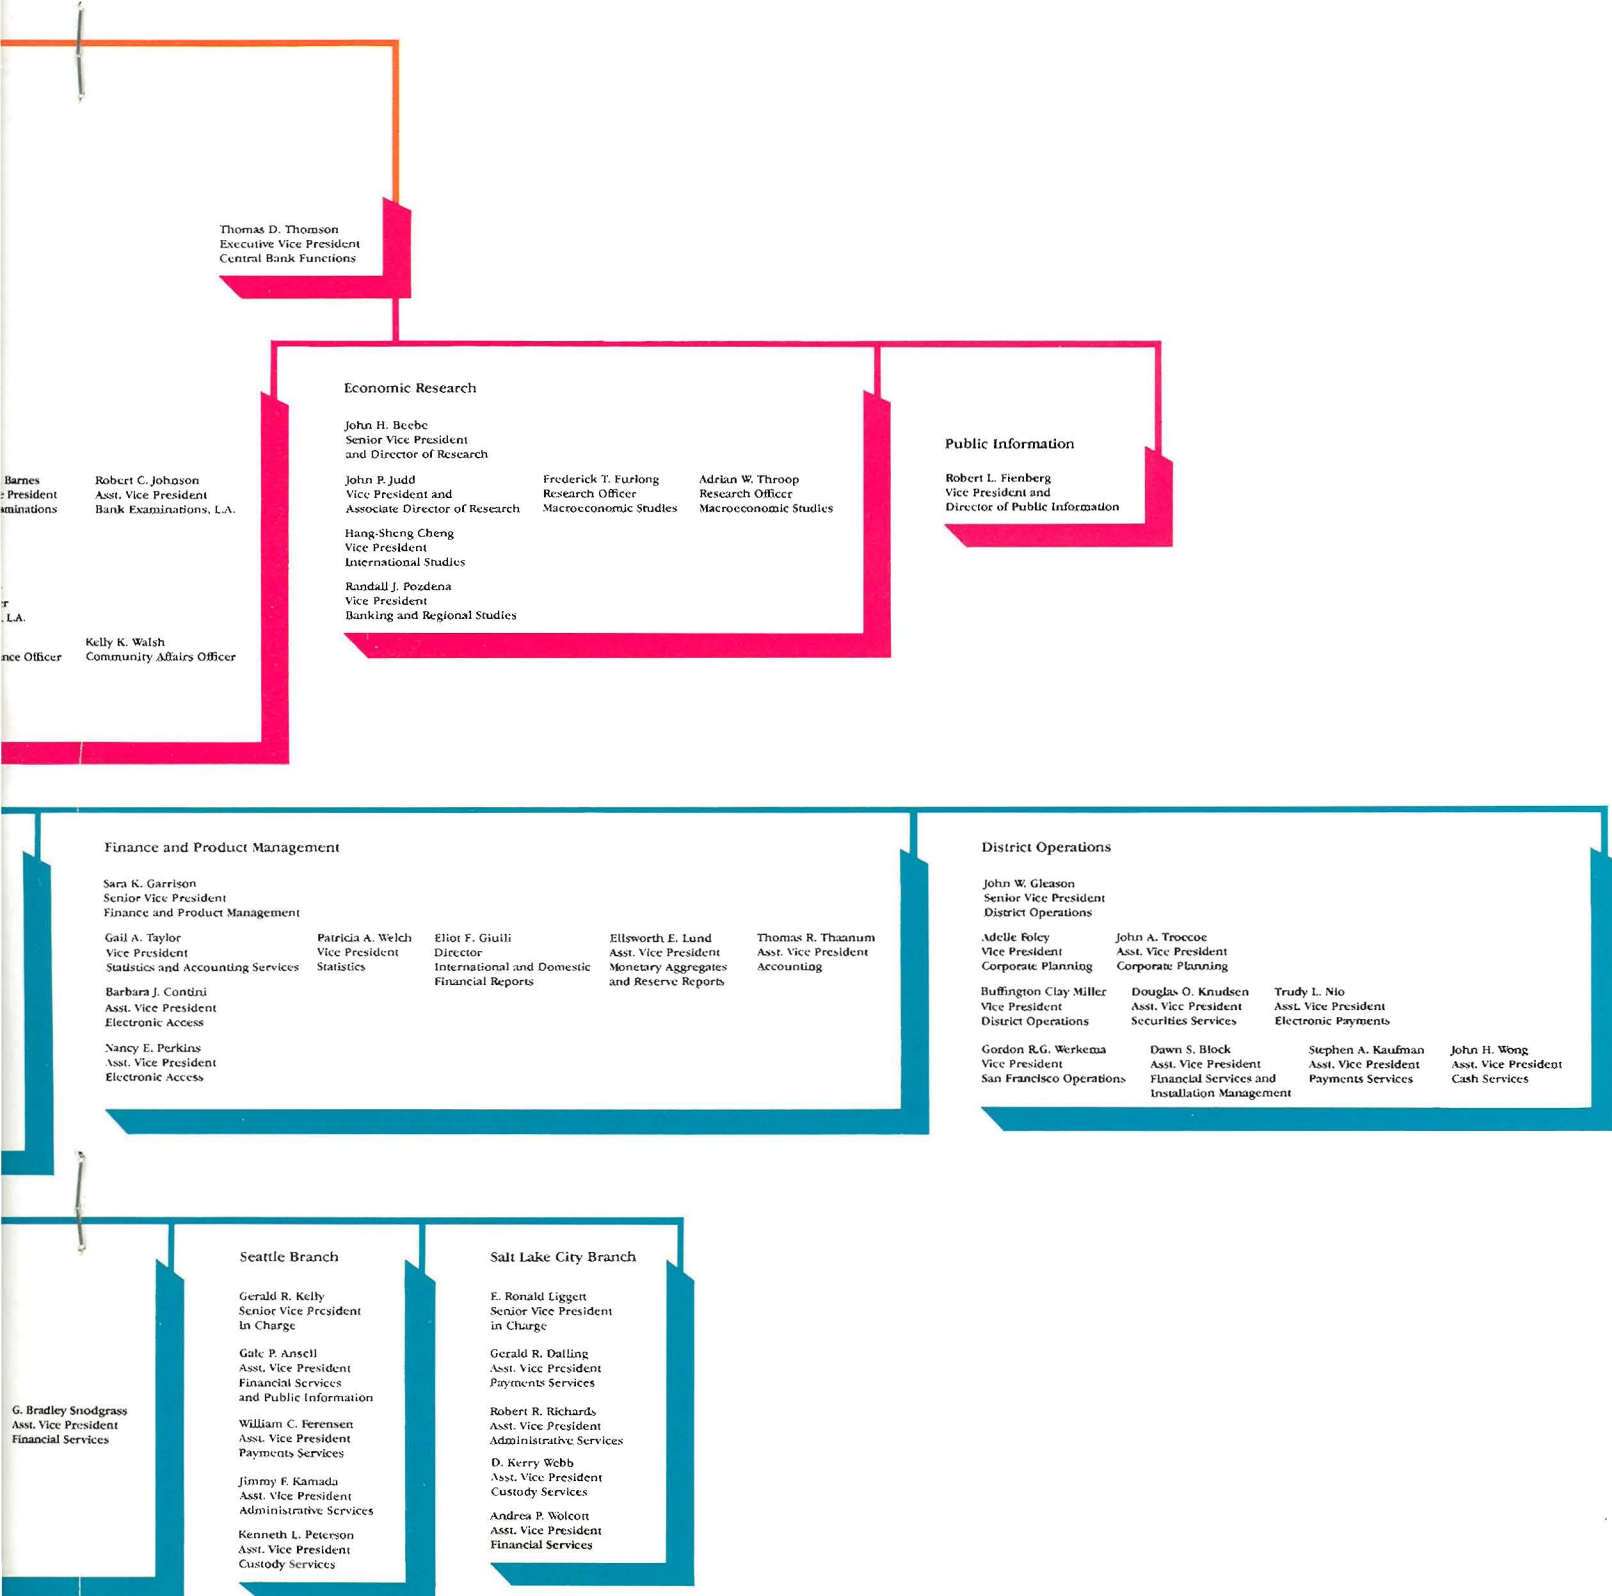 Thomas D. Thomson
Executive Vice President
Central Bank Functions
Barnes
President
Robert C. Johnson
Asst. Vice President
Bank Examinations, L.A.
L.A.
Officer
Kelly K. Walsh
Community Affairs Officer
Economic Research
John H. Beebe
Senior Vice President
and Director of Research
John P. Judd
Vice President and
Associate Director of Research
Frederick T. Furlong
Research Officer
Macroeconomic Studies
Adrian W. Throop
Research Officer
Macroeconomic Studies
Hang-Sheng Cheng
Vice President
International Studies
Randall J. Pozdena
Vice President
Banking and Regional Studies
Public Information
Robert L. Fienberg
Vice President and
Director of Public Information
Finance and Product Management
Sara K. Garrison
Senior Vice President
Finance and Product Management
Gail A. Taylor
Vice President
Statistics and Accounting Services
Patricia A. Welch
Vice President
Statistics
Eliot F. Giuili
Director
International and Domestic
Financial Reports
Ellsworth E. Lund
Asst. Vice President
Monetary Aggregates
and Reserve Reports
Thomas R. Thaanum
Asst. Vice President
Accounting
Barbara J. Contini
Asst. Vice President
Electronic Access
Nancy E. Perkins
Asst. Vice President
Electronic Access
District Operations
John W. Gleason
Senior Vice President
District Operations
Adelle Foley
Vice President
Corporate Planning
John A. Troccoe
Asst. Vice President
Corporate Planning
Buffington Clay Miller
Vice President
District Operations
Douglas O. Knudsen
Asst. Vice President
Securities Services
Trudy L. Nio
Asst. Vice President
Electronic Payments
Gordon R.G. Werkema
Vice President
San Francisco Operations
Dawn S. Block
Asst. Vice President
Financial Services and
Installation Management
Stephen A. Kaufman
Asst. Vice President
Payments Services
John H. Wong
Asst. Vice President
Cash Services
G. Bradley Snodgrass
Asst. Vice President
Financial Services
Seattle Branch
Gerald R. Kelly
Senior Vice President
in Charge
Gale P. Ansell
Asst. Vice President
Financial Services
and Public Information
William C. Ferensen
Asst. Vice President
Payments Services
Jimmy F. Kamada
Asst. Vice President
Administrative Services
Kenneth L. Peterson
Asst. Vice President
Custody Services
Salt Lake City Branch
E. Ronald Liggett
Senior Vice President
in Charge
Gerald R. Dalling
Asst. Vice President
Payments Services
Robert R. Richards
Asst. Vice President
Administrative Services
D. Kerry Webb
Asst. Vice President
Custody Services
Andrea P. Wolcott
Asst. Vice President
Financial Services